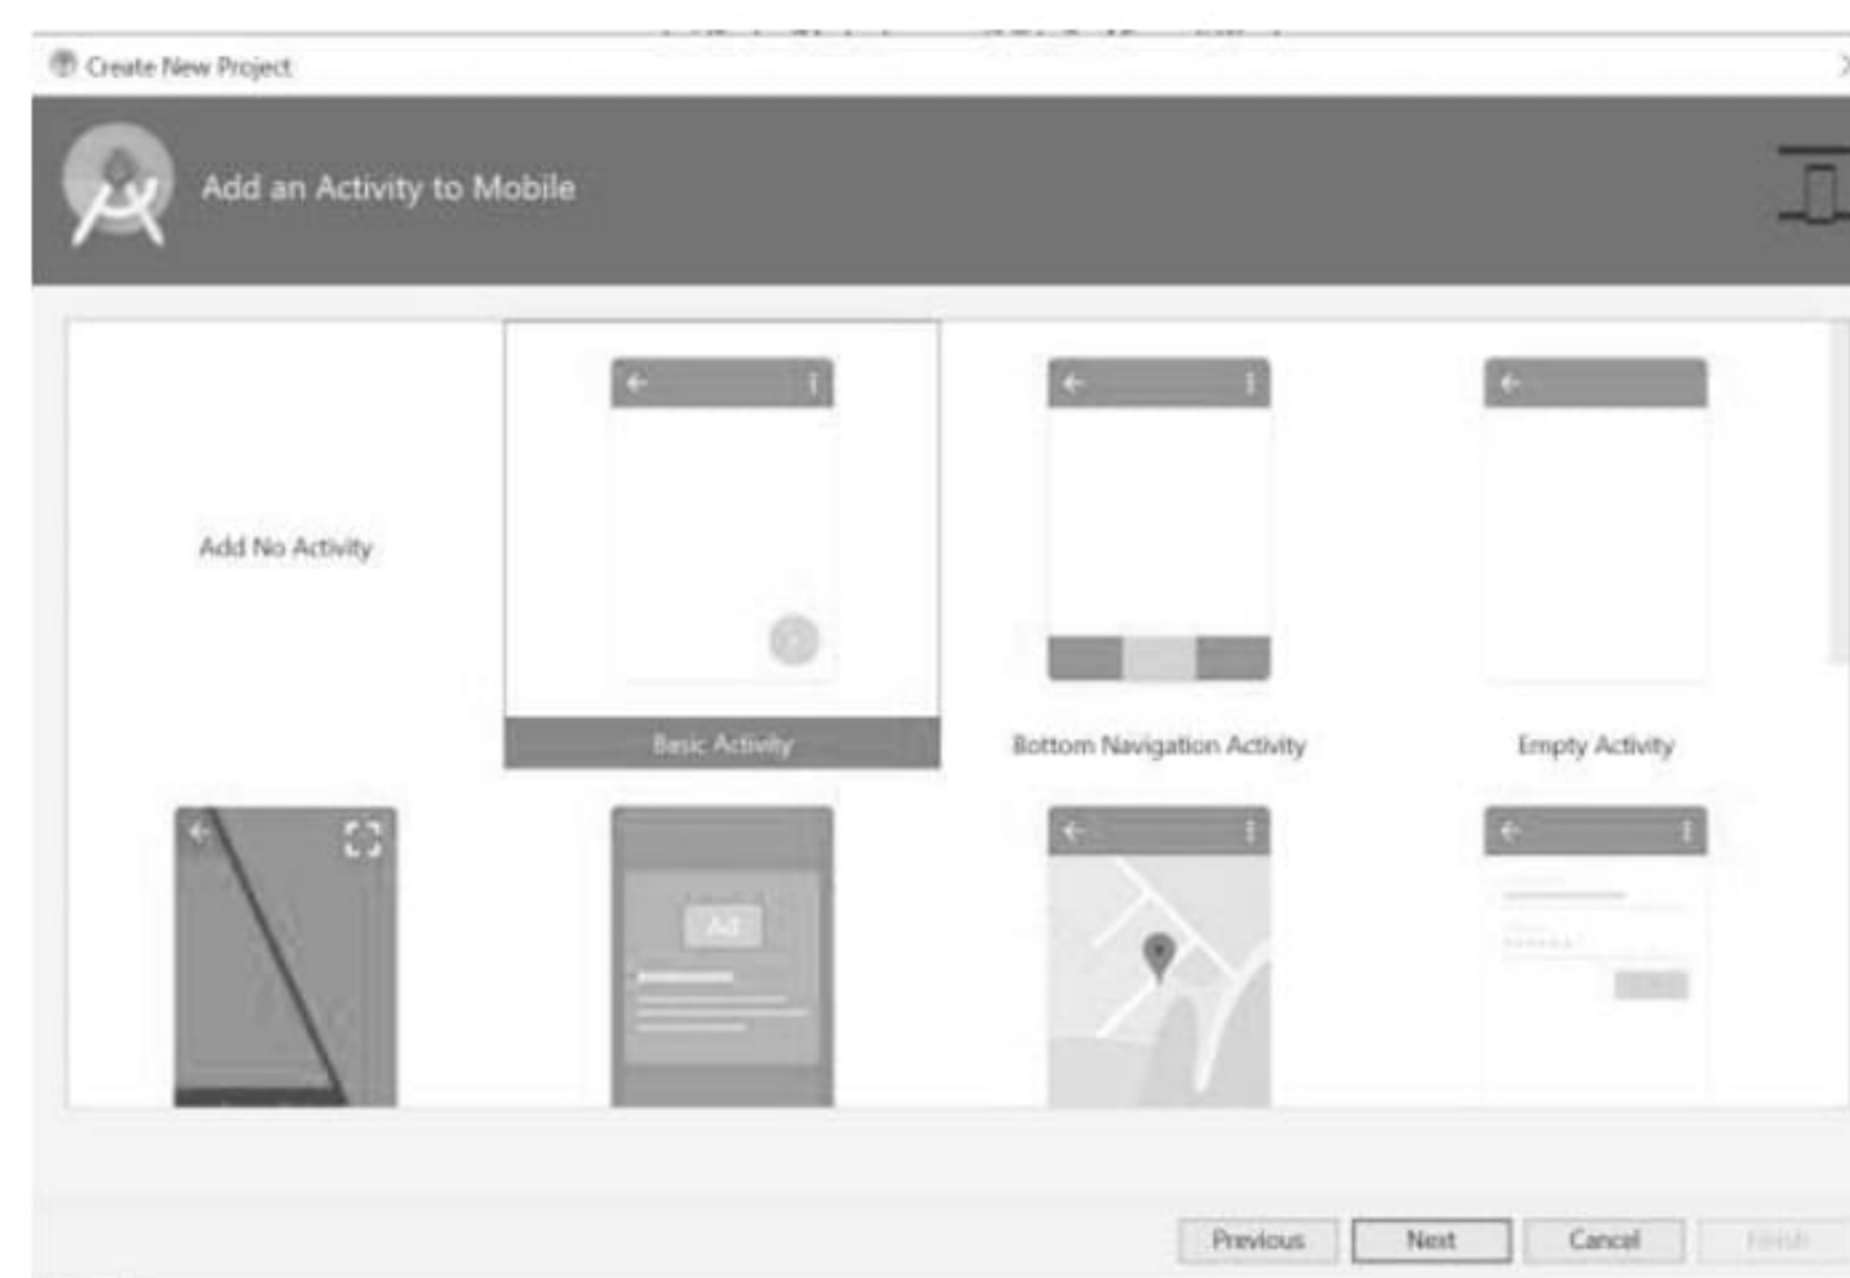 Create New Project
Add an Activity to Mobile
Add No Activity
Basic Activity
Bottom Navigation Activity
Empty Activity
Ad
Previous
Next
Cancel
Finish